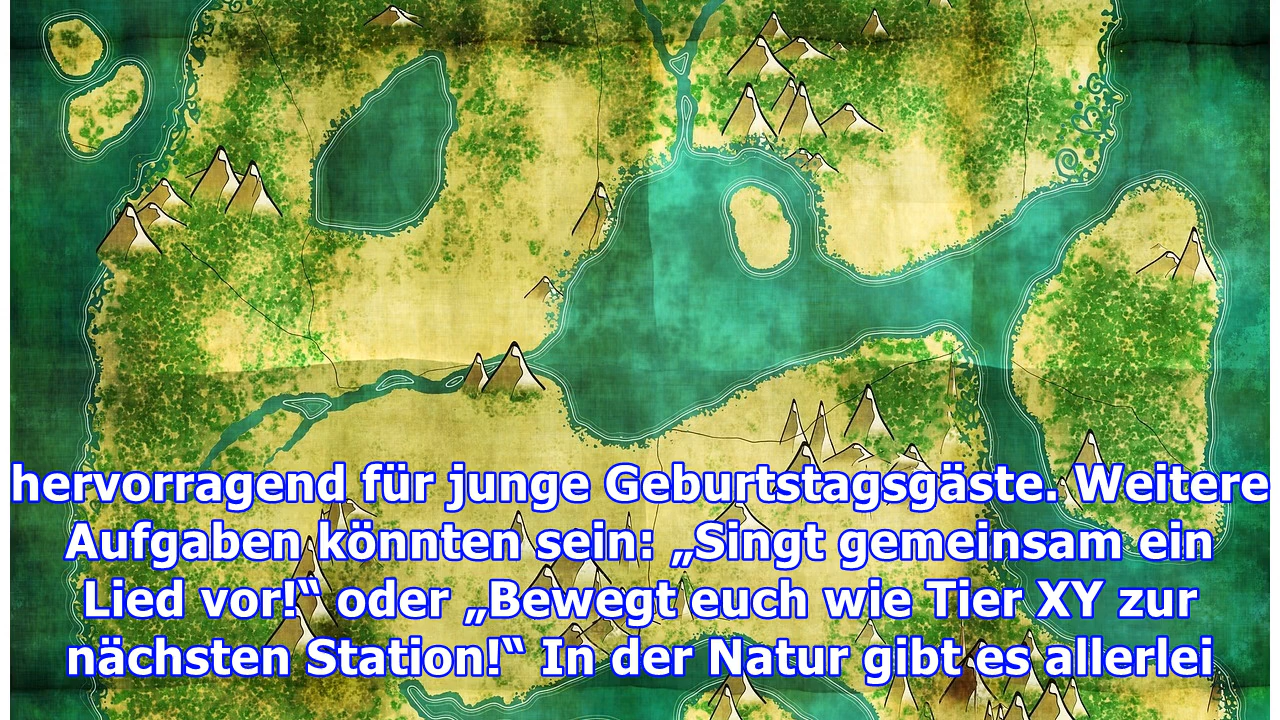 hervorragend für junge Geburtstagsgäste. Weitere
Aufgaben könnten sein: „Singt gemeinsam ein
Lied vor!“ oder „Bewegt euch wie Tier XY zur
nächsten Station!“ In der Natur gibt es allerlei